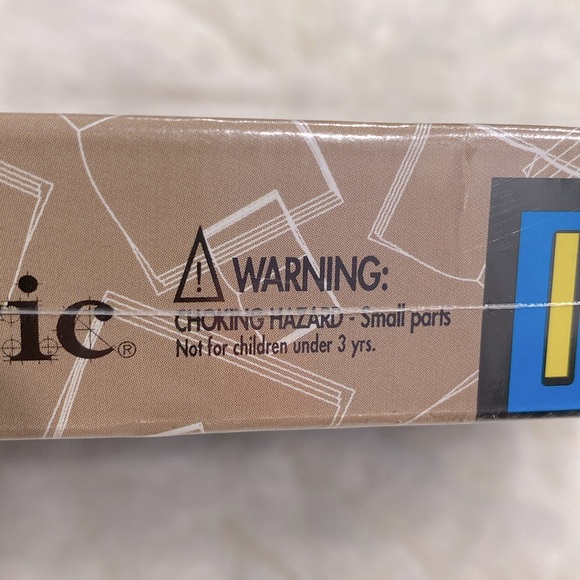 ic®
WARNING:
CHOKING HAZARD - Small parts
Not for children under 3 yrs.